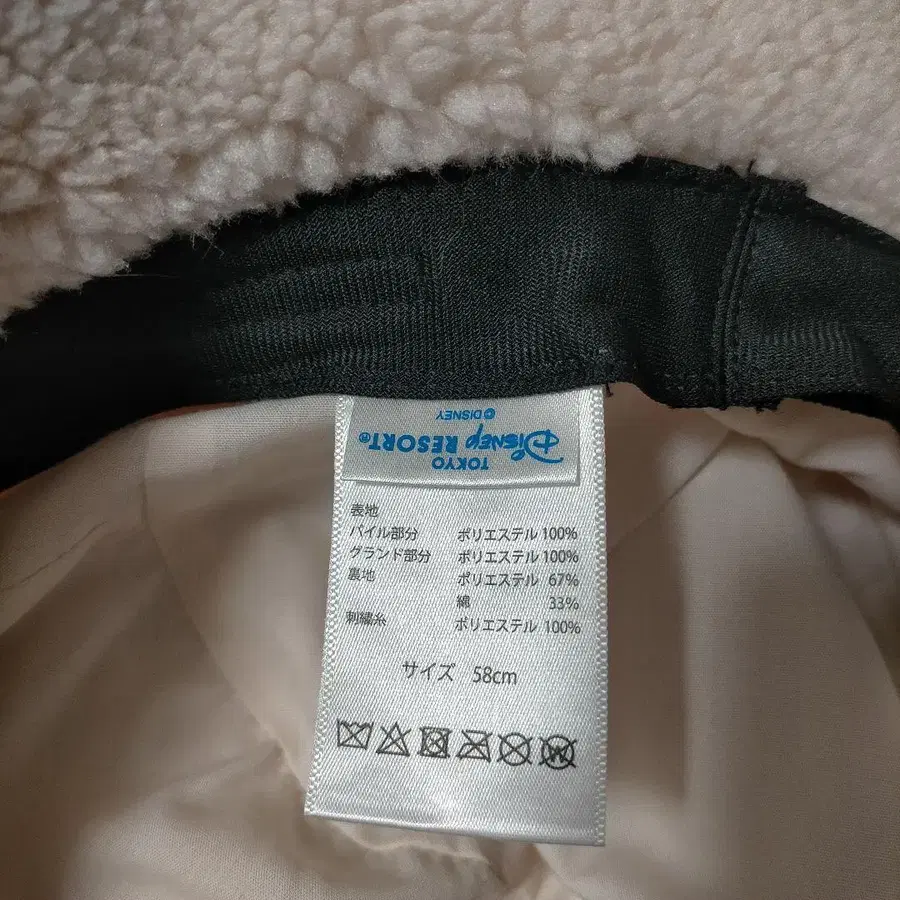 TOKYO
Disney RESORT®
© DISNEY
表地
パイル部分 ポリエステル 100%
グランド部分 ポリエステル 100%
裏地 ポリエステル 67%
綿 33%
刺繍糸 ポリエステル 100%
サイズ 58cm
W